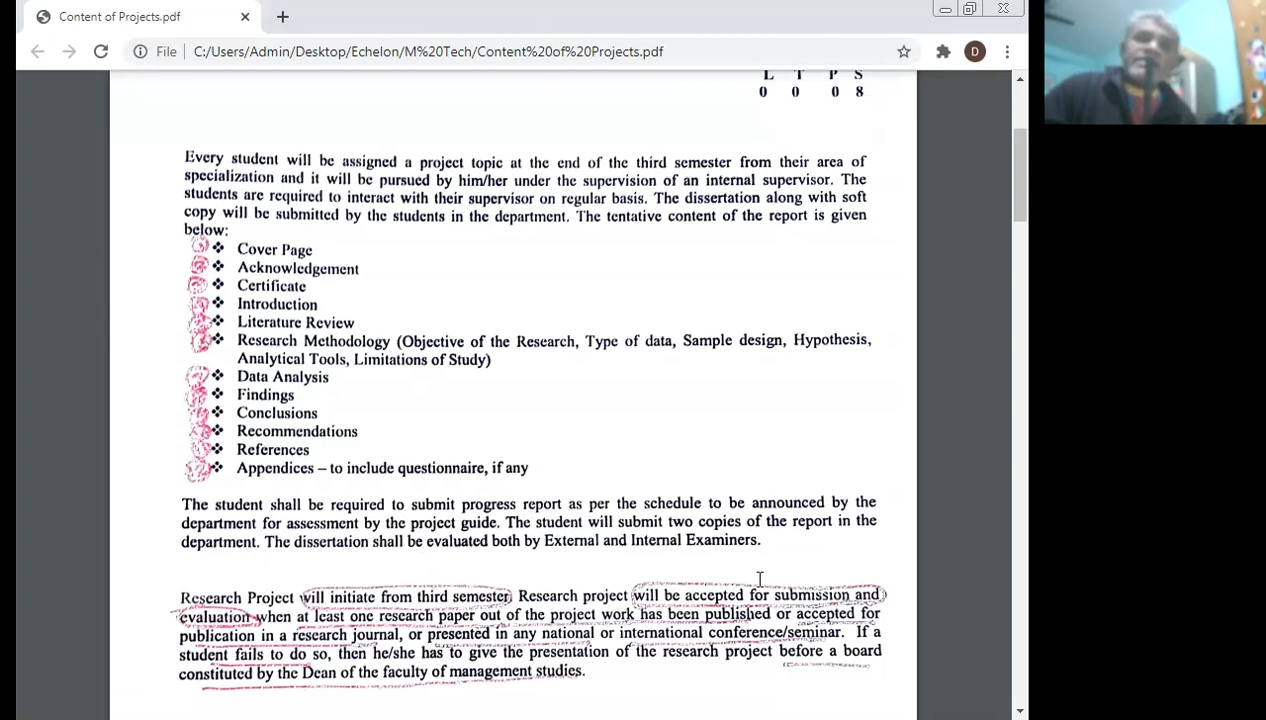 Content of Projects.pdf
File C:/Users/Admin/Desktop/Echelon/M%20Tech/Content%20of%20Projects.pdf
D
L T P S
0 0 0 8
Every student will be assigned a project topic at the end of the third semester from their area of
specialization and it will be pursued by him/her under the supervision of an internal supervisor. The
students are required to interact with their supervisor on regular basis. The dissertation along with soft
copy will be submitted by the students in the department. The tentative content of the report is given
below:
❖ Cover Page
❖ Acknowledgement
❖ Certificate
❖ Introduction
❖ Literature Review
❖ Research Methodology (Objective of the Research, Type of data, Sample design, Hypothesis,
Analytical Tools, Limitations of Study)
❖ Data Analysis
❖ Findings
❖ Conclusions
❖ Recommendations
❖ References
❖ Appendices – to include questionnaire, if any
The student shall be required to submit progress report as per the schedule to be announced by the
department for assessment by the project guide. The student will submit two copies of the report in the
department. The dissertation shall be evaluated both by External and Internal Examiners.
Research Project will initiate from third semester. Research project will be accepted for submission and
evaluation when at least one research paper out of the project work has been published or accepted for
publication in a research journal, or presented in any national or international conference/seminar. If a
student fails to do so, then he/she has to give the presentation of the research project before a board
constituted by the Dean of the faculty of management studies.